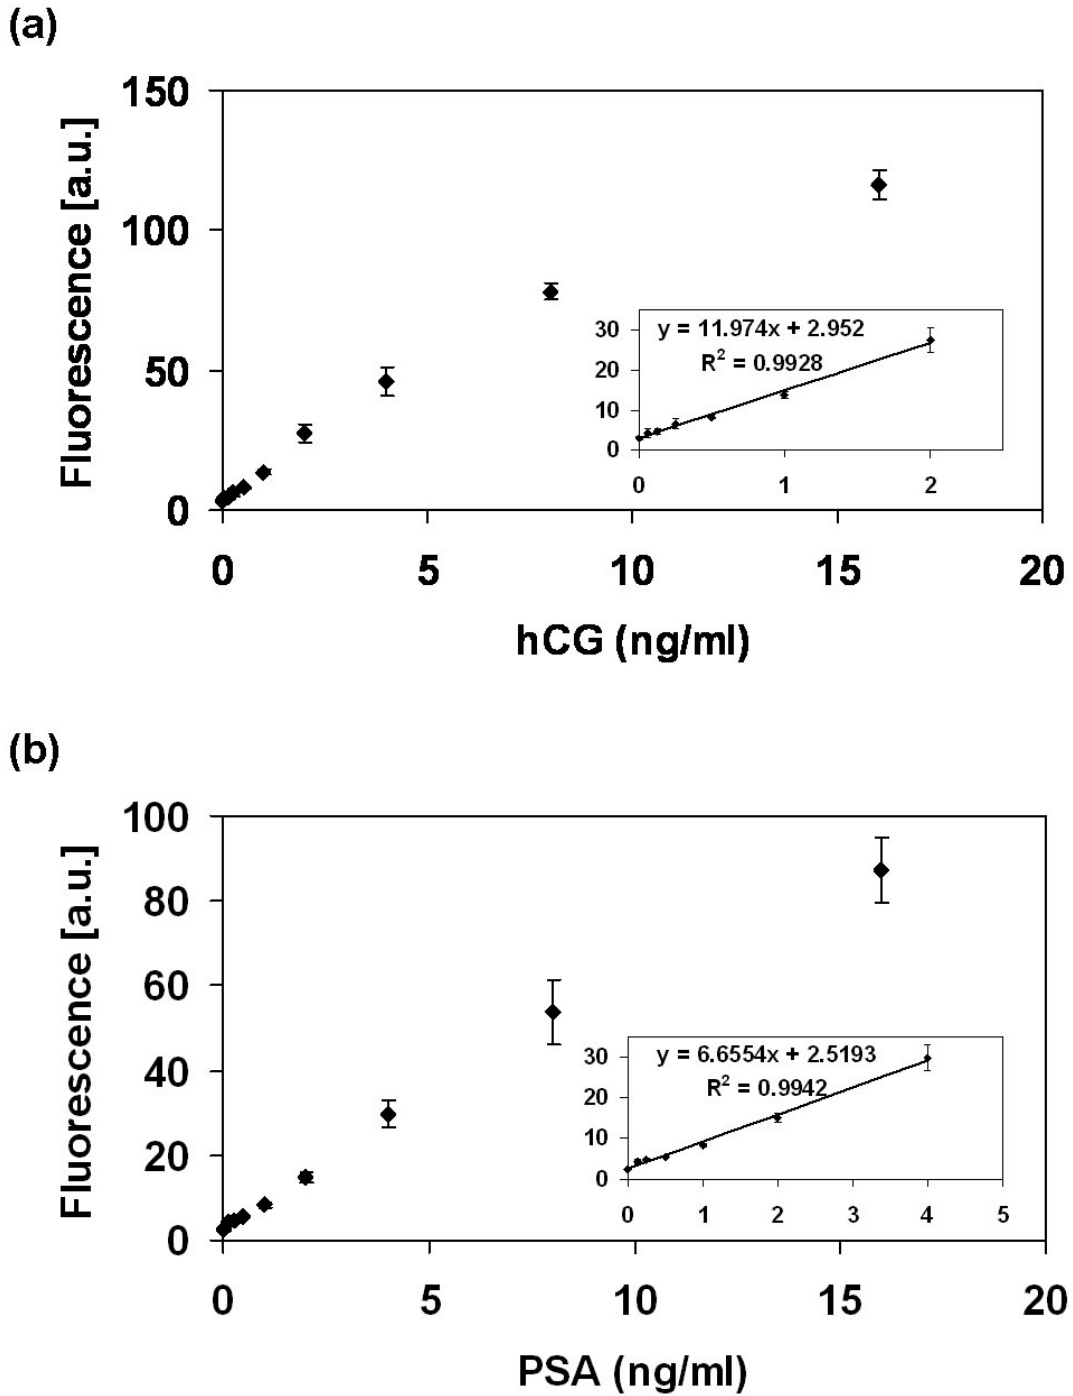 (a)
150
100
50
0
Fluorescence [a.u.]
0 5 10 15 20
hCG (ng/ml)
y = 11.974x + 2.952
R² = 0.9928
30
20
10
0
0 1 2
(b)
100
80
60
40
20
0
Fluorescence [a.u.]
0 5 10 15 20
PSA (ng/ml)
y = 6.6554x + 2.5193
R² = 0.9942
30
20
10
0
0 1 2 3 4 5